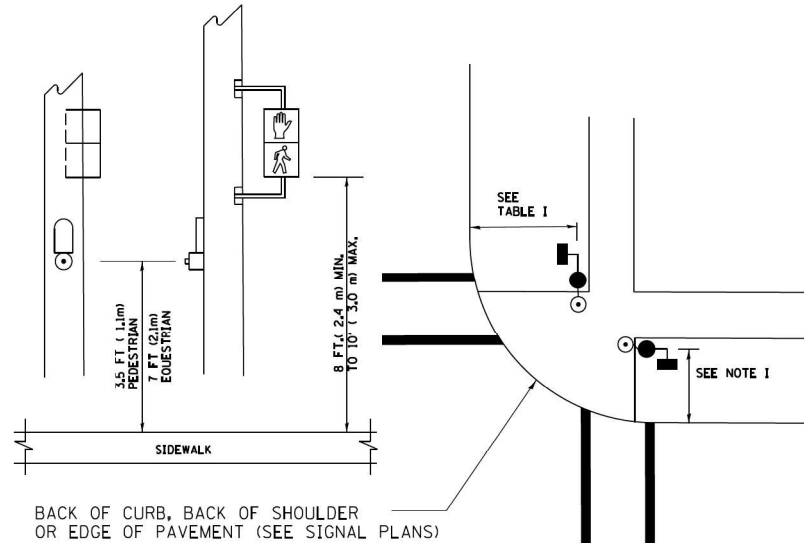 3.5 FT ( 1.1m)
PEDESTRIAN
7 FT (2.1m)
EQUESTRIAN
8 FT.( 2.4 m) MIN.
TO 10' ( 3.0 m) MAX.
SIDEWALK
SEE
TABLE I
SEE NOTE I
BACK OF CURB, BACK OF SHOULDER
OR EDGE OF PAVEMENT (SEE SIGNAL PLANS)